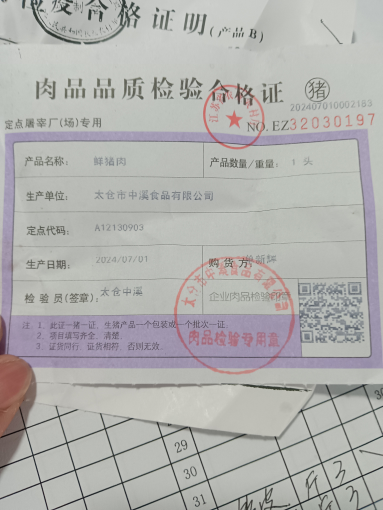 检疫合格证明(产品B)
肉品品质检验合格证 猪
202407010002183
定点屠宰厂(场)专用
NO.EZ32030197
产品名称: 鲜猪肉 产品数量/重量: 1 头
生产单位: 太仓市中溪食品有限公司
定点代码: A12130903
生产日期: 2024/07/01 购 货 方:
检 验 员(签章): 太仓中溪 企业肉品检验
肉品检验专用章
注: 1、此证一猪一证, 生猪产品一个包装或一个批次一证。
2、项目填写齐全、清楚。
3、证货同行, 证货相符, 否则无效。
29
30
31